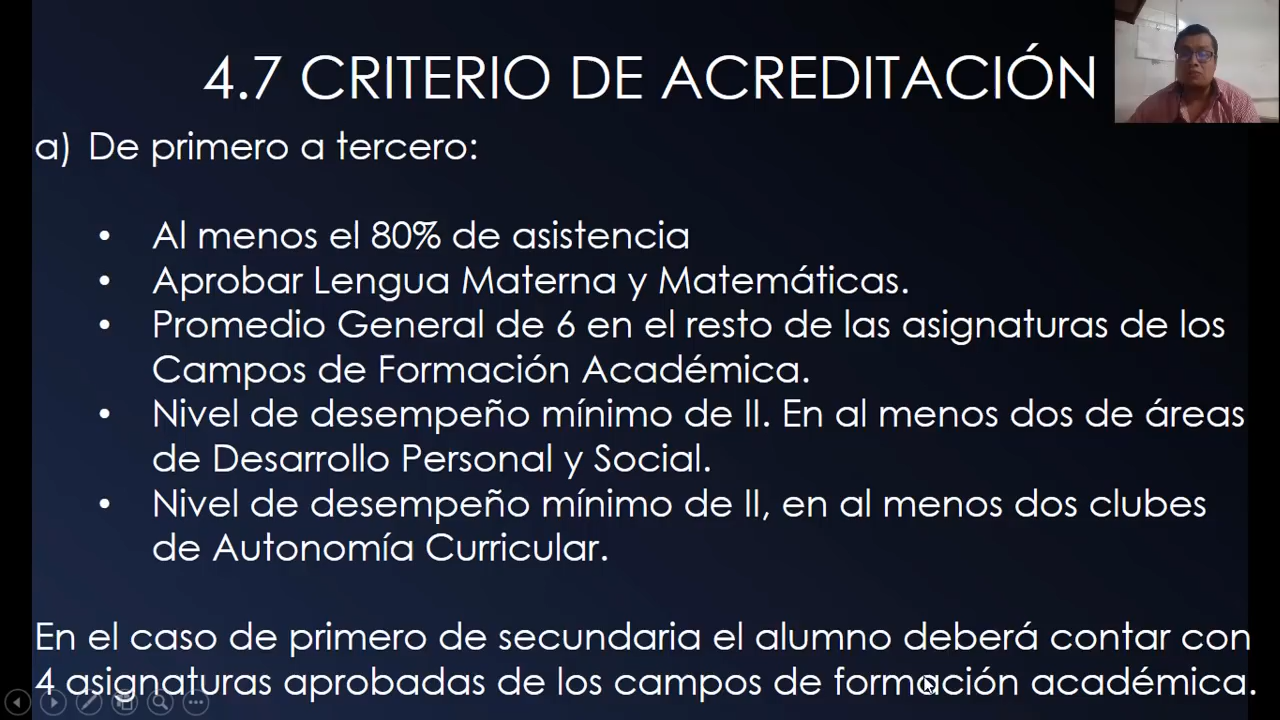 4.7 CRITERIO DE ACREDITACIÓN
a) De primero a tercero:
• Al menos el 80% de asistencia
• Aprobar Lengua Materna y Matemáticas.
• Promedio General de 6 en el resto de las asignaturas de los
Campos de Formación Académica.
• Nivel de desempeño mínimo de II. En al menos dos de áreas
de Desarrollo Personal y Social.
• Nivel de desempeño mínimo de II, en al menos dos clubes
de Autonomía Curricular.
En el caso de primero de secundaria el alumno deberá contar con
4 asignaturas aprobadas de los campos de formación académica.